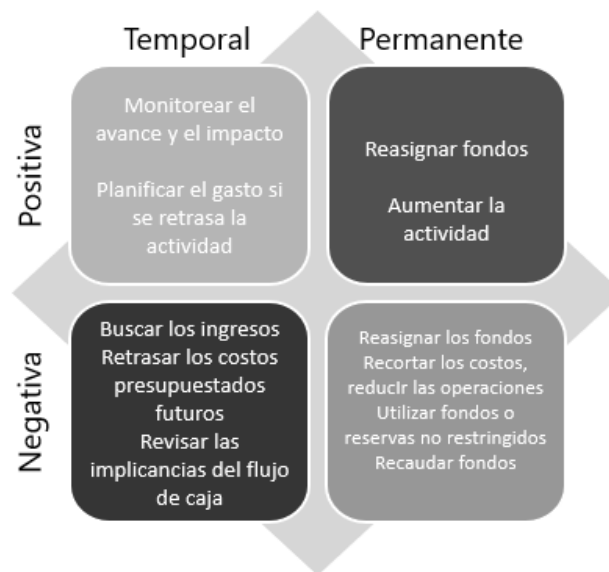 Temporal
Permanente
Positiva
Monitorear el
avance y el impacto
Planificar el gasto si
se retrasa la
actividad
Reasignar fondos
Aumentar la
actividad
Negativa
Buscar los ingresos
Retrasar los costos
presupuestados
futuros
Revisar las
implicancias del flujo
de caja
Reasignar los fondos
Recortar los costos,
reducIr las operaciones
Utilizar fondos o
reservas no restringidos
Recaudar fondos